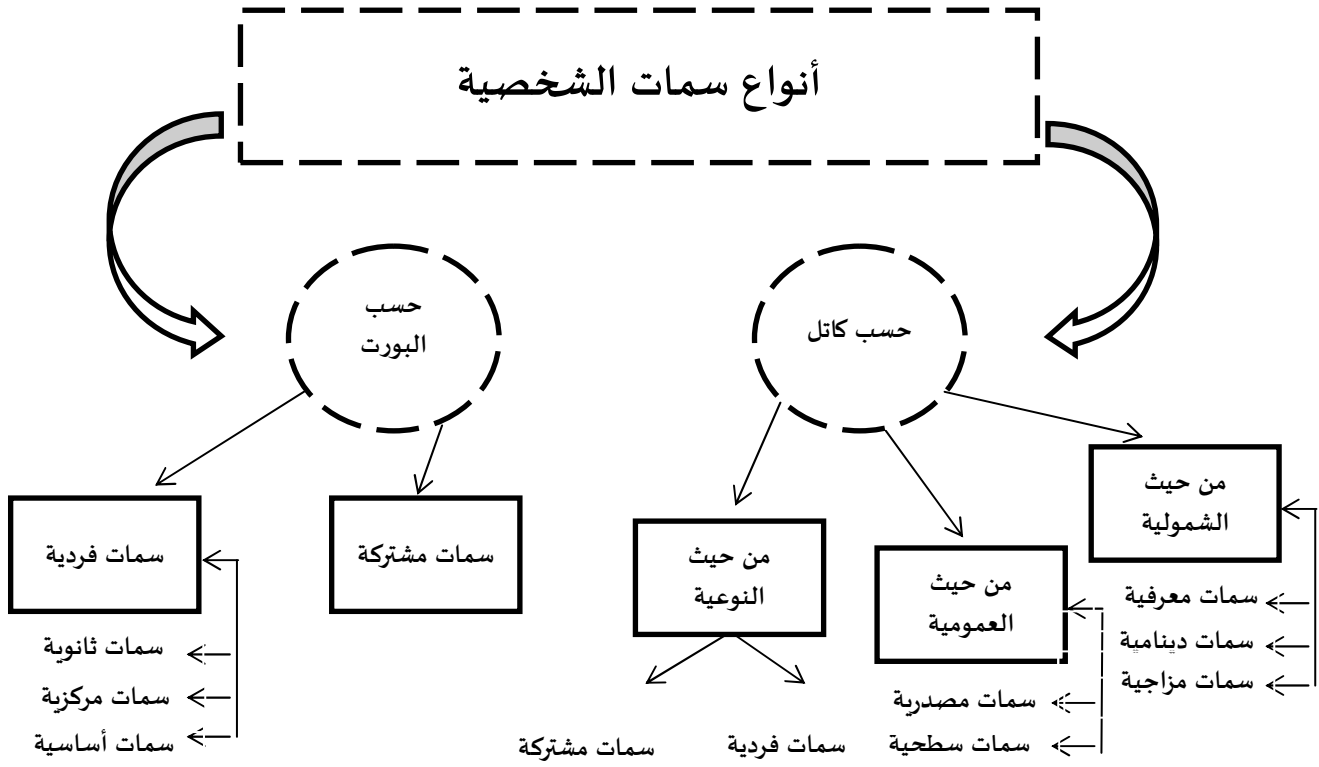 أنواع سمات الشخصية
حسب كاتل
حسب
البورت
من حيث
الشمولية
سمات معرفية
سمات دينامية
سمات مزاجية
من حيث
العمومية
سمات مصدرية
سمات سطحية
من حيث
النوعية
سمات فردية
سمات مشتركة
سمات مشتركة
سمات فردية
سمات ثانوية
سمات مركزية
سمات أساسية